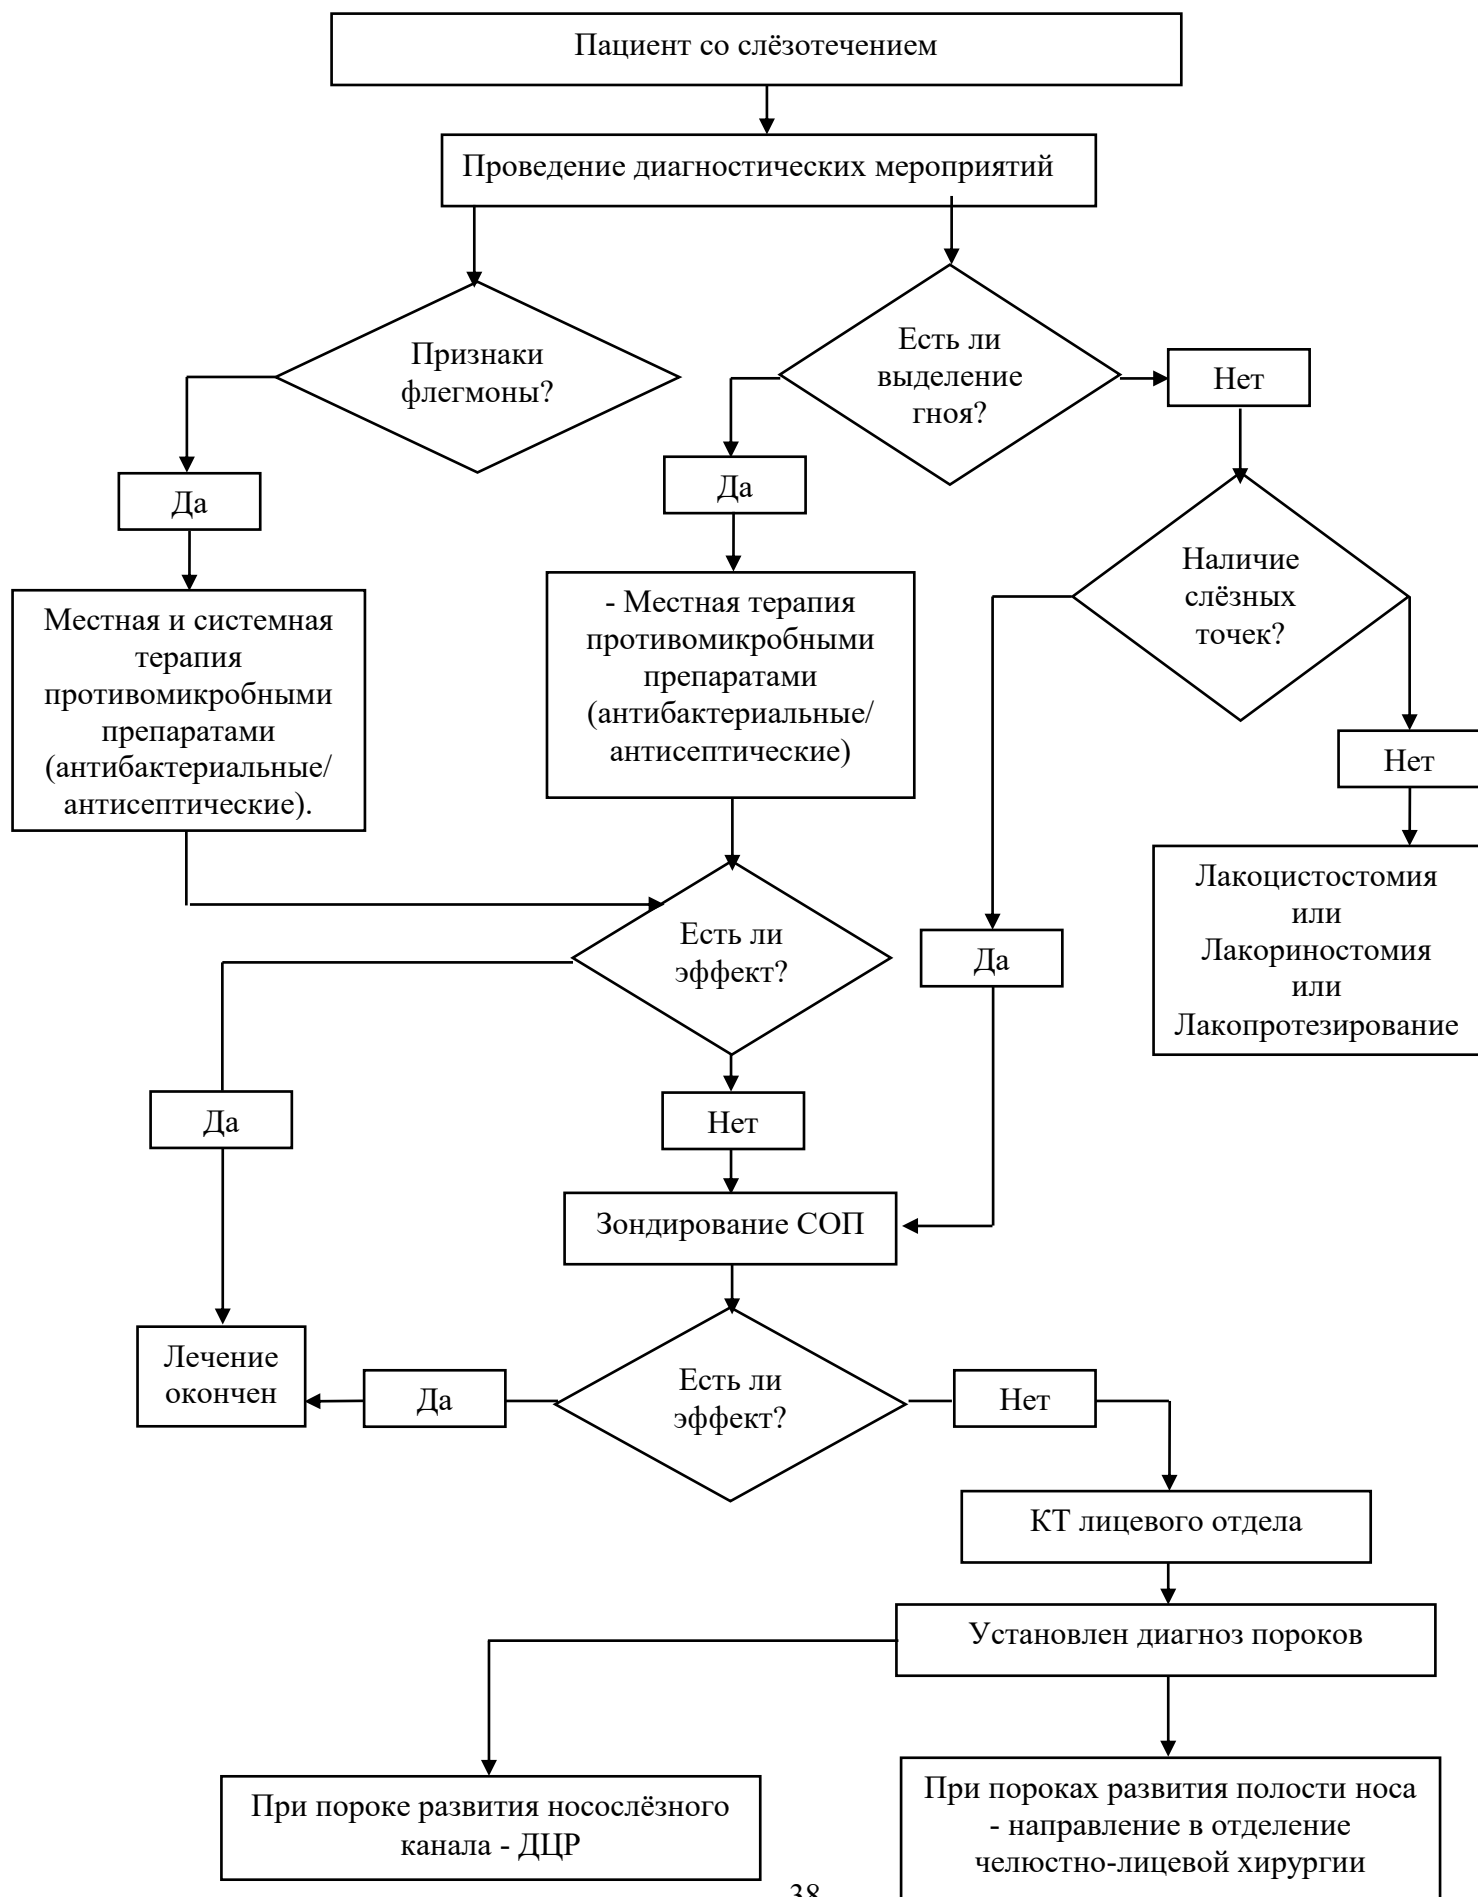 Пациент со слёзотечением
Проведение диагностических мероприятий
Признаки
флегмоны?
Есть ли
выделение
гноя?
Нет
Да
Да
Наличие
слёзных
точек?
Местная и системная
терапия
противомикробными
препаратами
(антибактериальные/
антисептические).
- Местная терапия
противомикробными
препаратами
(антибактериальные/
антисептические)
Нет
Лакоцистостомия
или
Лакориностомия
или
Лакопротезирование
Есть ли
эффект?
Да
Да
Нет
Зондирование СОП
Лечение
окончен
Да
Есть ли
эффект?
Нет
КТ лицевого отдела
Установлен диагноз пороков
При пороке развития носослёзного
канала - ДЦР
При пороках развития полости носа
- направление в отделение
челюстно-лицевой хирургии
38